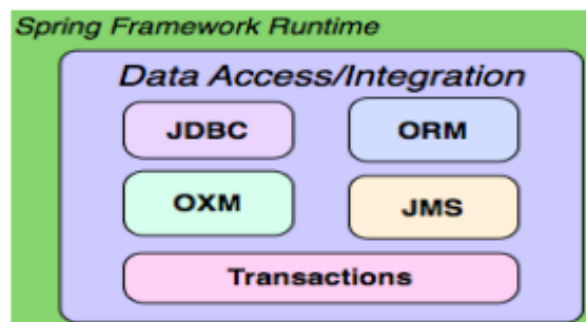 Spring Framework Runtime
Data Access/Integration
JDBC ORM
OXM JMS
Transactions